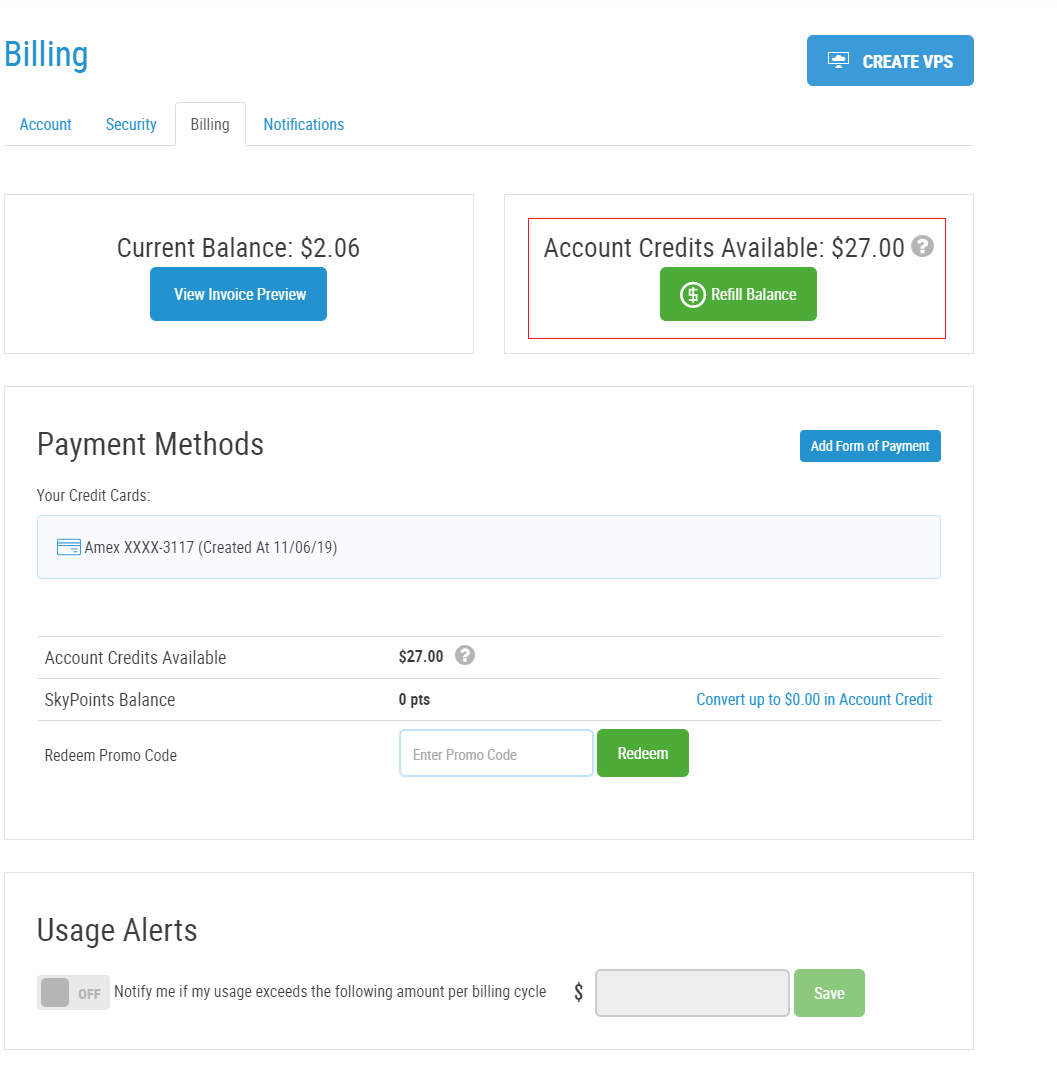 Billing
CREATE VPS
Account Security Billing Notifications
Current Balance: $2.06
View Invoice Preview
Account Credits Available: $27.00 ?
Refill Balance
Payment Methods
Add Form of Payment
Your Credit Cards:
Amex XXXX-3117 (Created At 11/06/19)
Account Credits Available $27.00 ?
SkyPoints Balance 0 pts Convert up to $0.00 in Account Credit
Redeem Promo Code Enter Promo Code Redeem
Usage Alerts
OFF Notify me if my usage exceeds the following amount per billing cycle $ Save